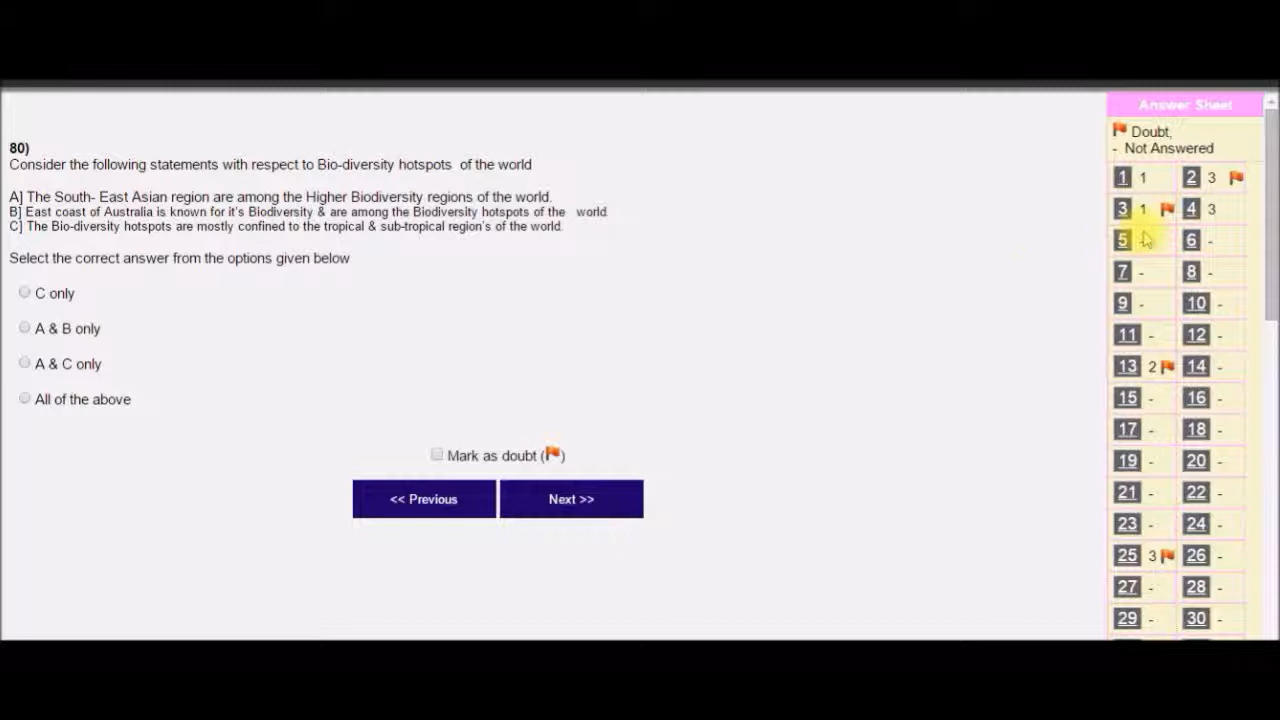 80)
Consider the following statements with respect to Bio-diversity hotspots of the world
A] The South- East Asian region are among the Higher Biodiversity regions of the world.
B] East coast of Australia is known for it's Biodiversity & are among the Biodiversity hotspots of the world.
C] The Bio-diversity hotspots are mostly confined to the tropical & sub-tropical region's of the world.
Select the correct answer from the options given below
C only
A & B only
A & C only
All of the above
Mark as doubt ( )
<< Previous
Next >>
Answer Sheet
Doubt,
- Not Answered
1 1 2 3
3 1 4 3
5 - 6 -
7 - 8 -
9 - 10 -
11 - 12 -
13 2 14 -
15 - 16 -
17 - 18 -
19 - 20 -
21 - 22 -
23 - 24 -
25 3 26 -
27 - 28 -
29 - 30 -